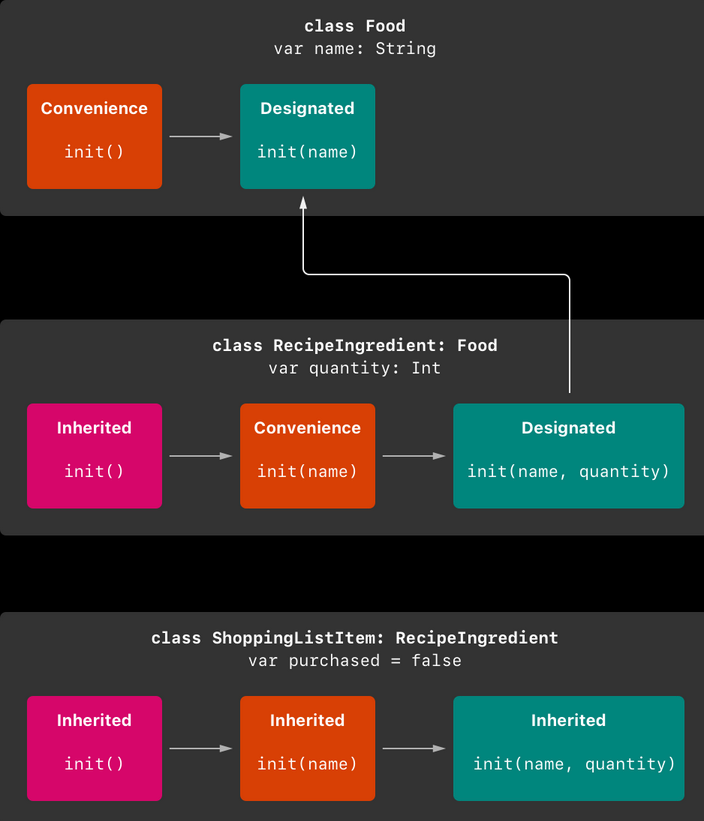 class Food
var name: String
Convenience
init()
Designated
init(name)
class RecipeIngredient: Food
var quantity: Int
Inherited
init()
Convenience
init(name)
Designated
init(name, quantity)
class ShoppingListItem: RecipeIngredient
var purchased = false
Inherited
init()
Inherited
init(name)
Inherited
init(name, quantity)